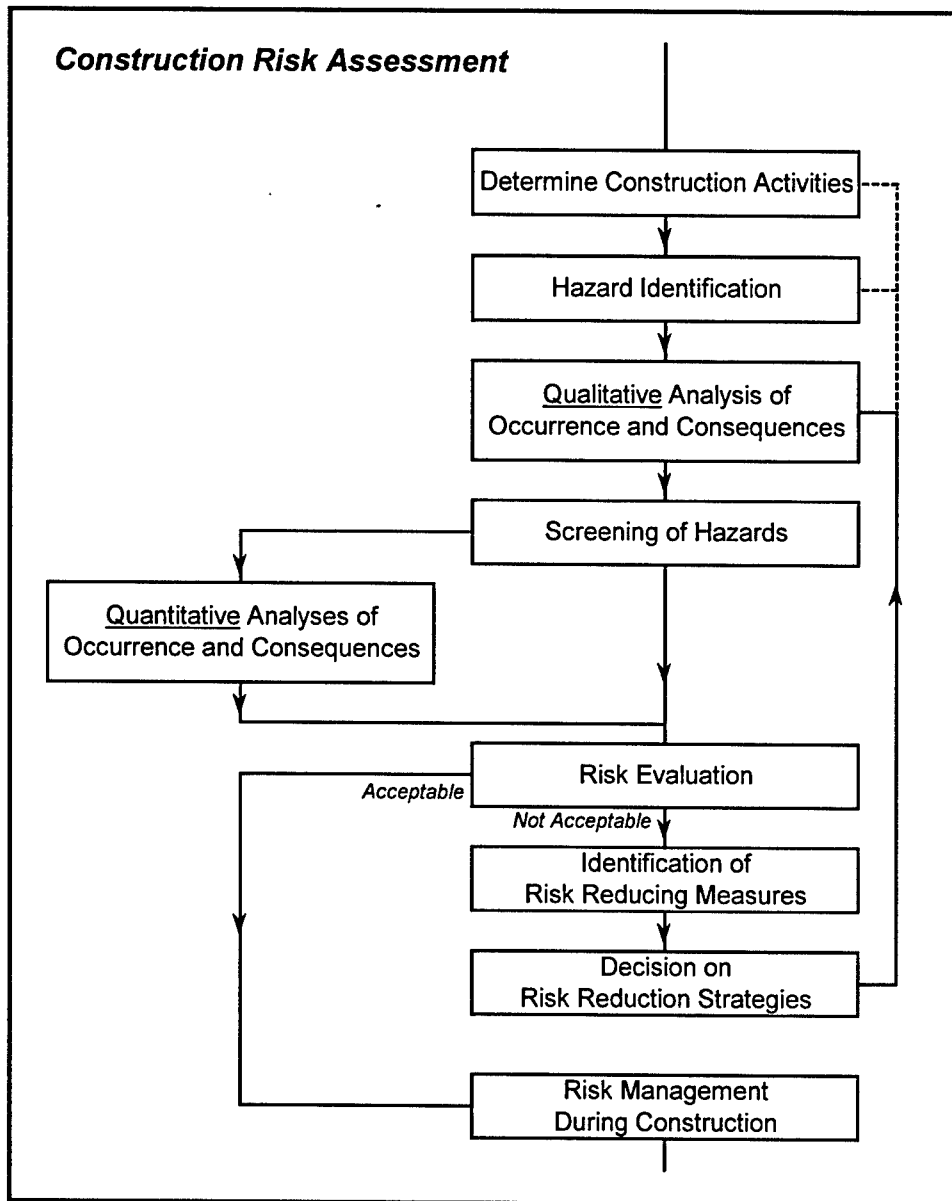 Construction Risk Assessment
Determine Construction Activities
Hazard Identification
Qualitative Analysis of
Occurrence and Consequences
Screening of Hazards
Quantitative Analyses of
Occurrence and Consequences
Risk Evaluation
Acceptable
Not Acceptable
Identification of
Risk Reducing Measures
Decision on
Risk Reduction Strategies
Risk Management
During Construction